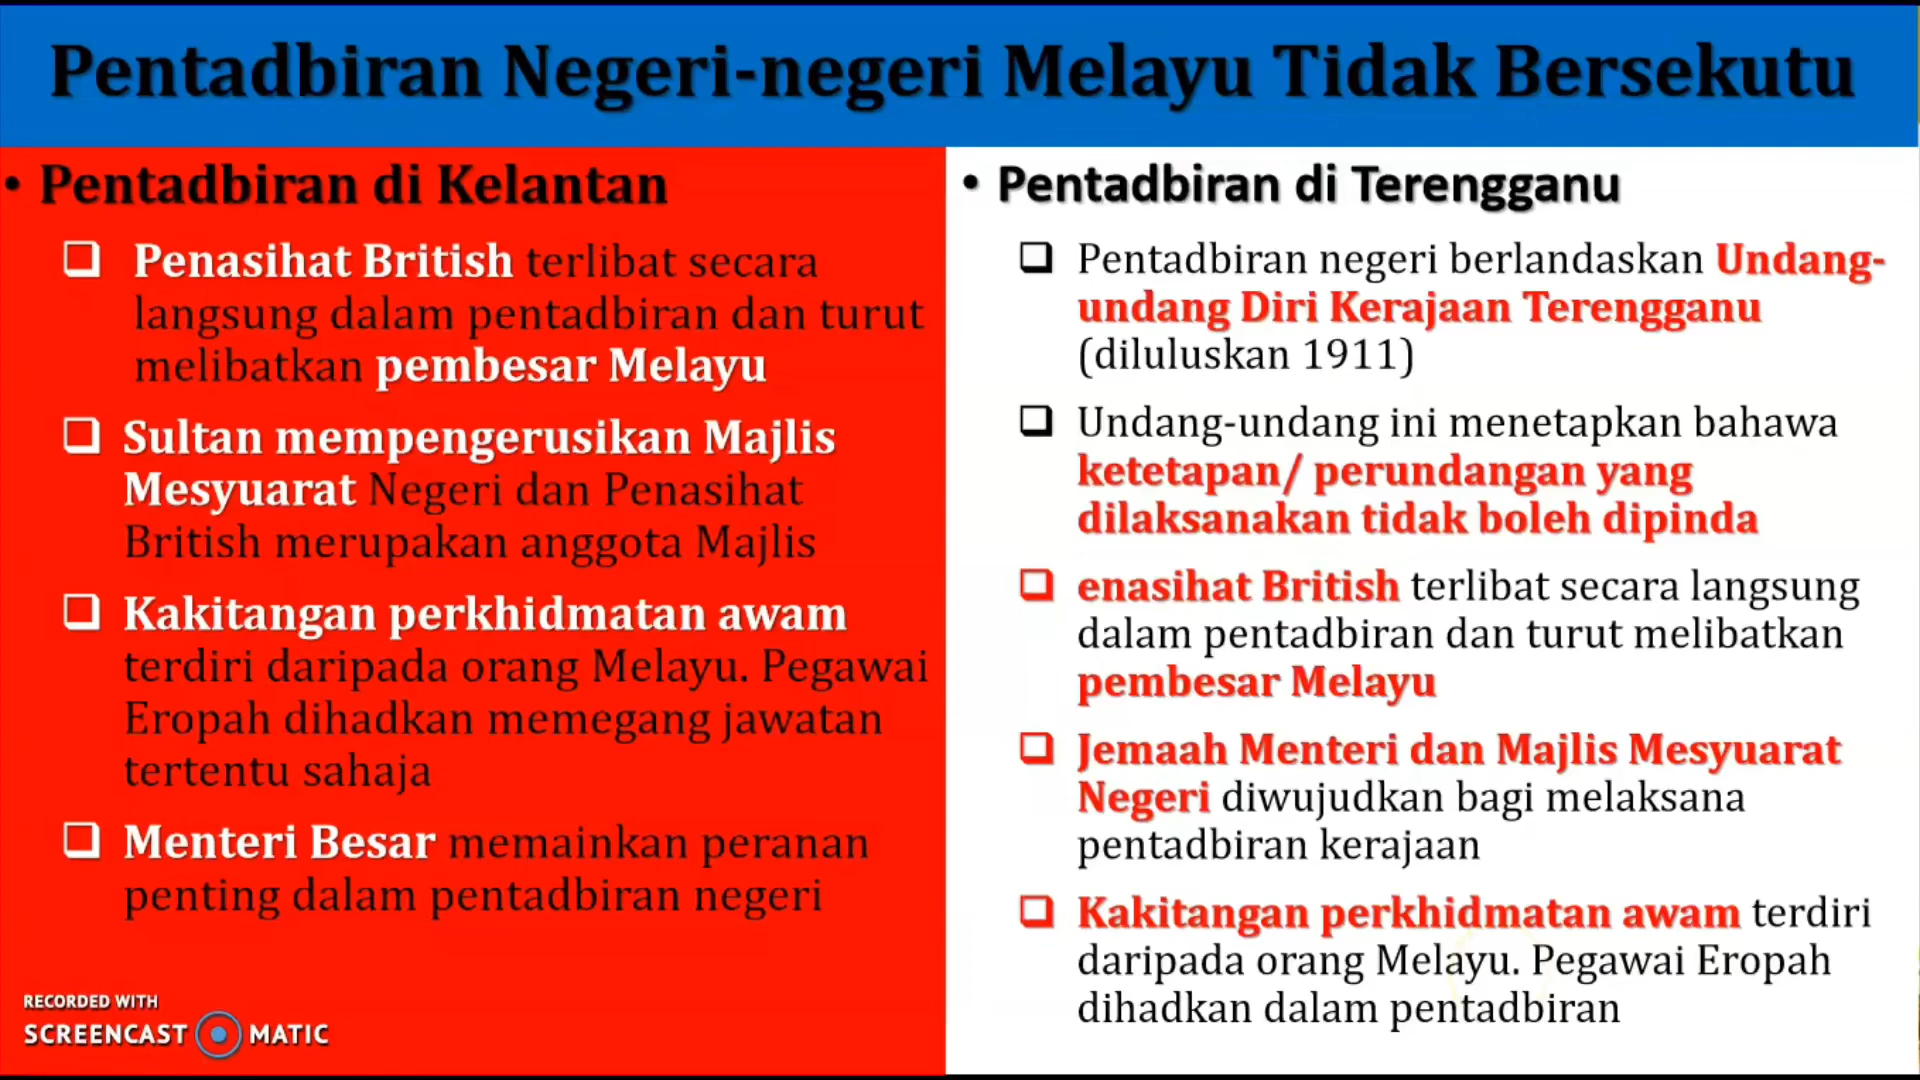 Pentadbiran Negeri-negeri Melayu Tidak Bersekutu
• Pentadbiran di Kelantan
Penasihat British terlibat secara
langsung dalam pentadbiran dan turut
melibatkan pembesar Melayu
Sultan mempengerusikan Majlis
Mesyuarat Negeri dan Penasihat
British merupakan anggota Majlis
Kakitangan perkhidmatan awam
terdiri daripada orang Melayu. Pegawai
Eropah dihadkan memegang jawatan
tertentu sahaja
Menteri Besar memainkan peranan
penting dalam pentadbiran negeri
• Pentadbiran di Terengganu
Pentadbiran negeri berlandaskan Undang-
undang Diri Kerajaan Terengganu
(diluluskan 1911)
Undang-undang ini menetapkan bahawa
ketetapan/ perundangan yang
dilaksanakan tidak boleh dipinda
enasihat British terlibat secara langsung
dalam pentadbiran dan turut melibatkan
pembesar Melayu
Jemaah Menteri dan Majlis Mesyuarat
Negeri diwujudkan bagi melaksana
pentadbiran kerajaan
Kakitangan perkhidmatan awam terdiri
daripada orang Melayu. Pegawai Eropah
dihadkan dalam pentadbiran
RECORDED WITH
SCREENCAST MATIC